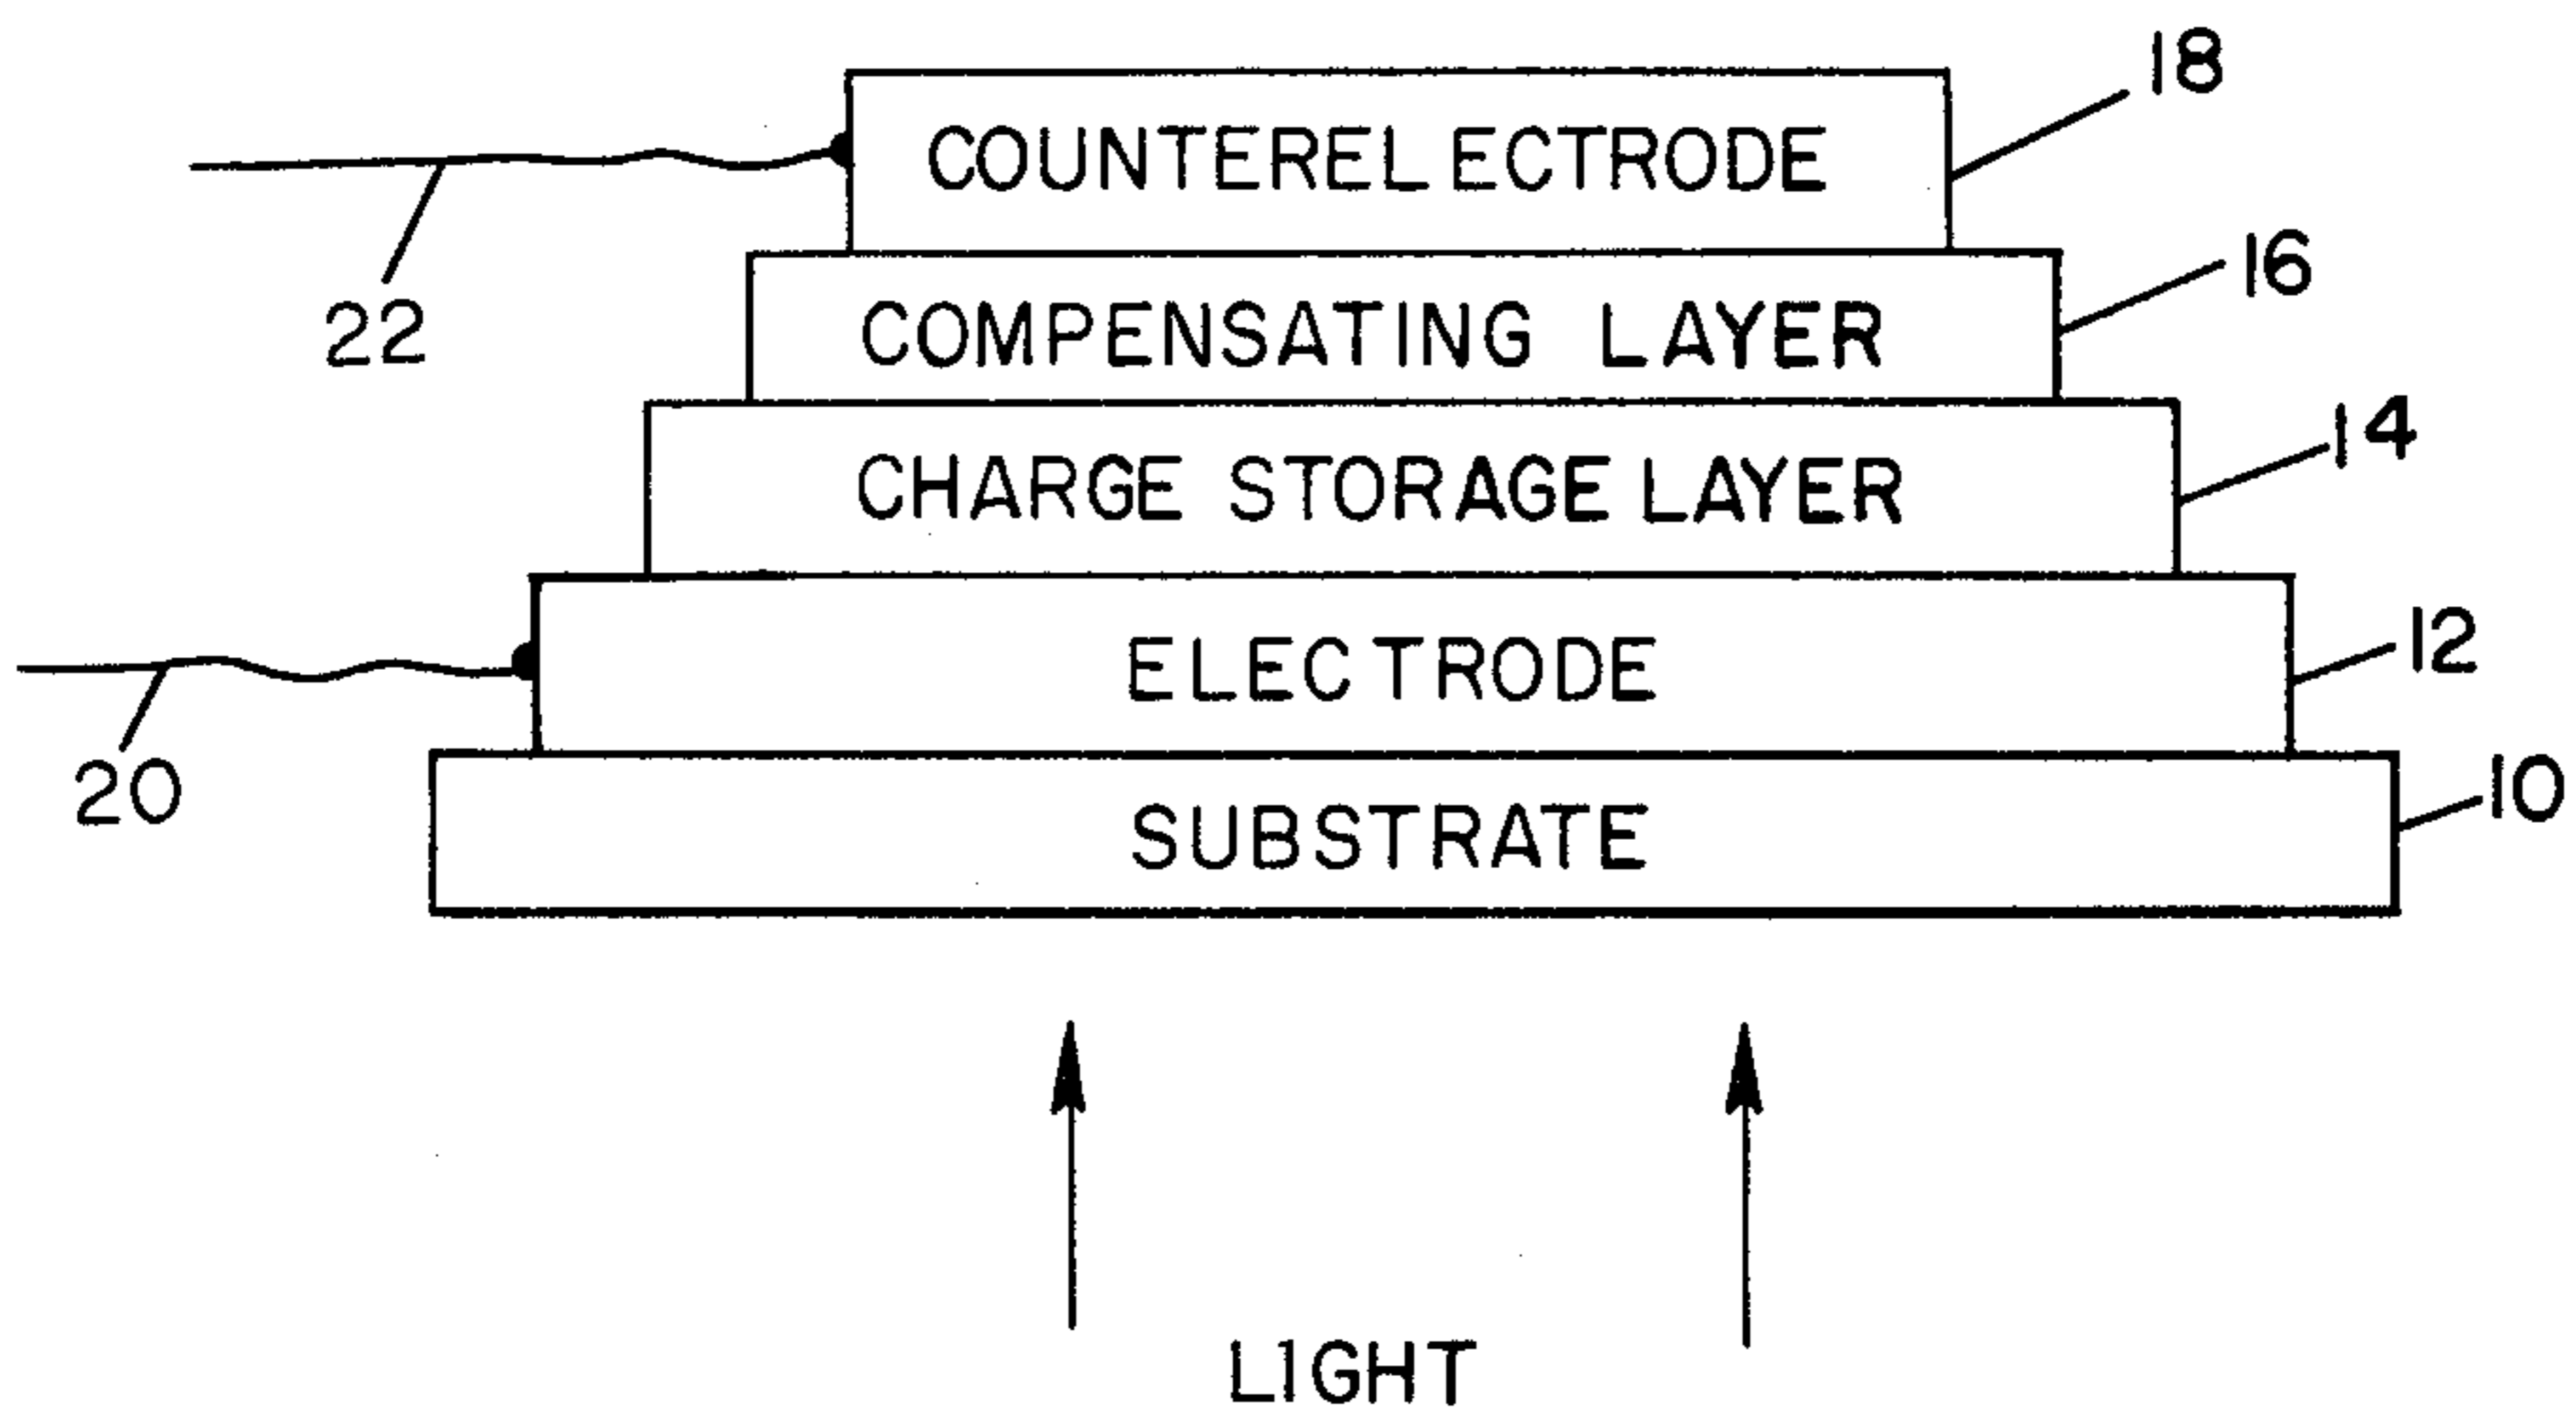 18
COUNTERELECTRODE
16
22
COMPENSATING LAYER
14
CHARGE STORAGE LAYER
12
ELECTRODE
20
10
SUBSTRATE
LIGHT